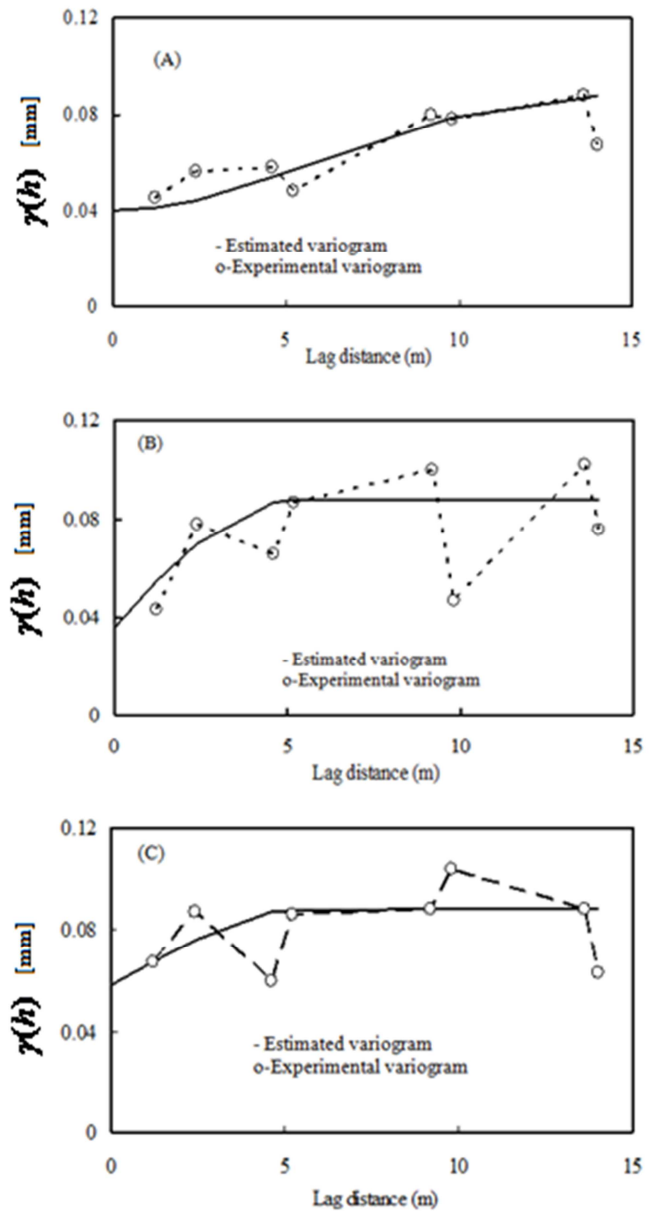 0.12
(A)
0.08
γ(h) [mm]
0.04
- Estimated variogram
o-Experimental variogram
0
0 5 10 15
Lag distance (m)
0.12
(B)
0.08
γ(h) [mm]
0.04
- Estimated variogram
o-Experimental variogram
0
0 5 10 15
Lag distance (m)
0.12
(C)
0.08
γ(h) [mm]
0.04
- Estimated variogram
o-Experimental variogram
0
0 5 10 15
Lag distance (m)